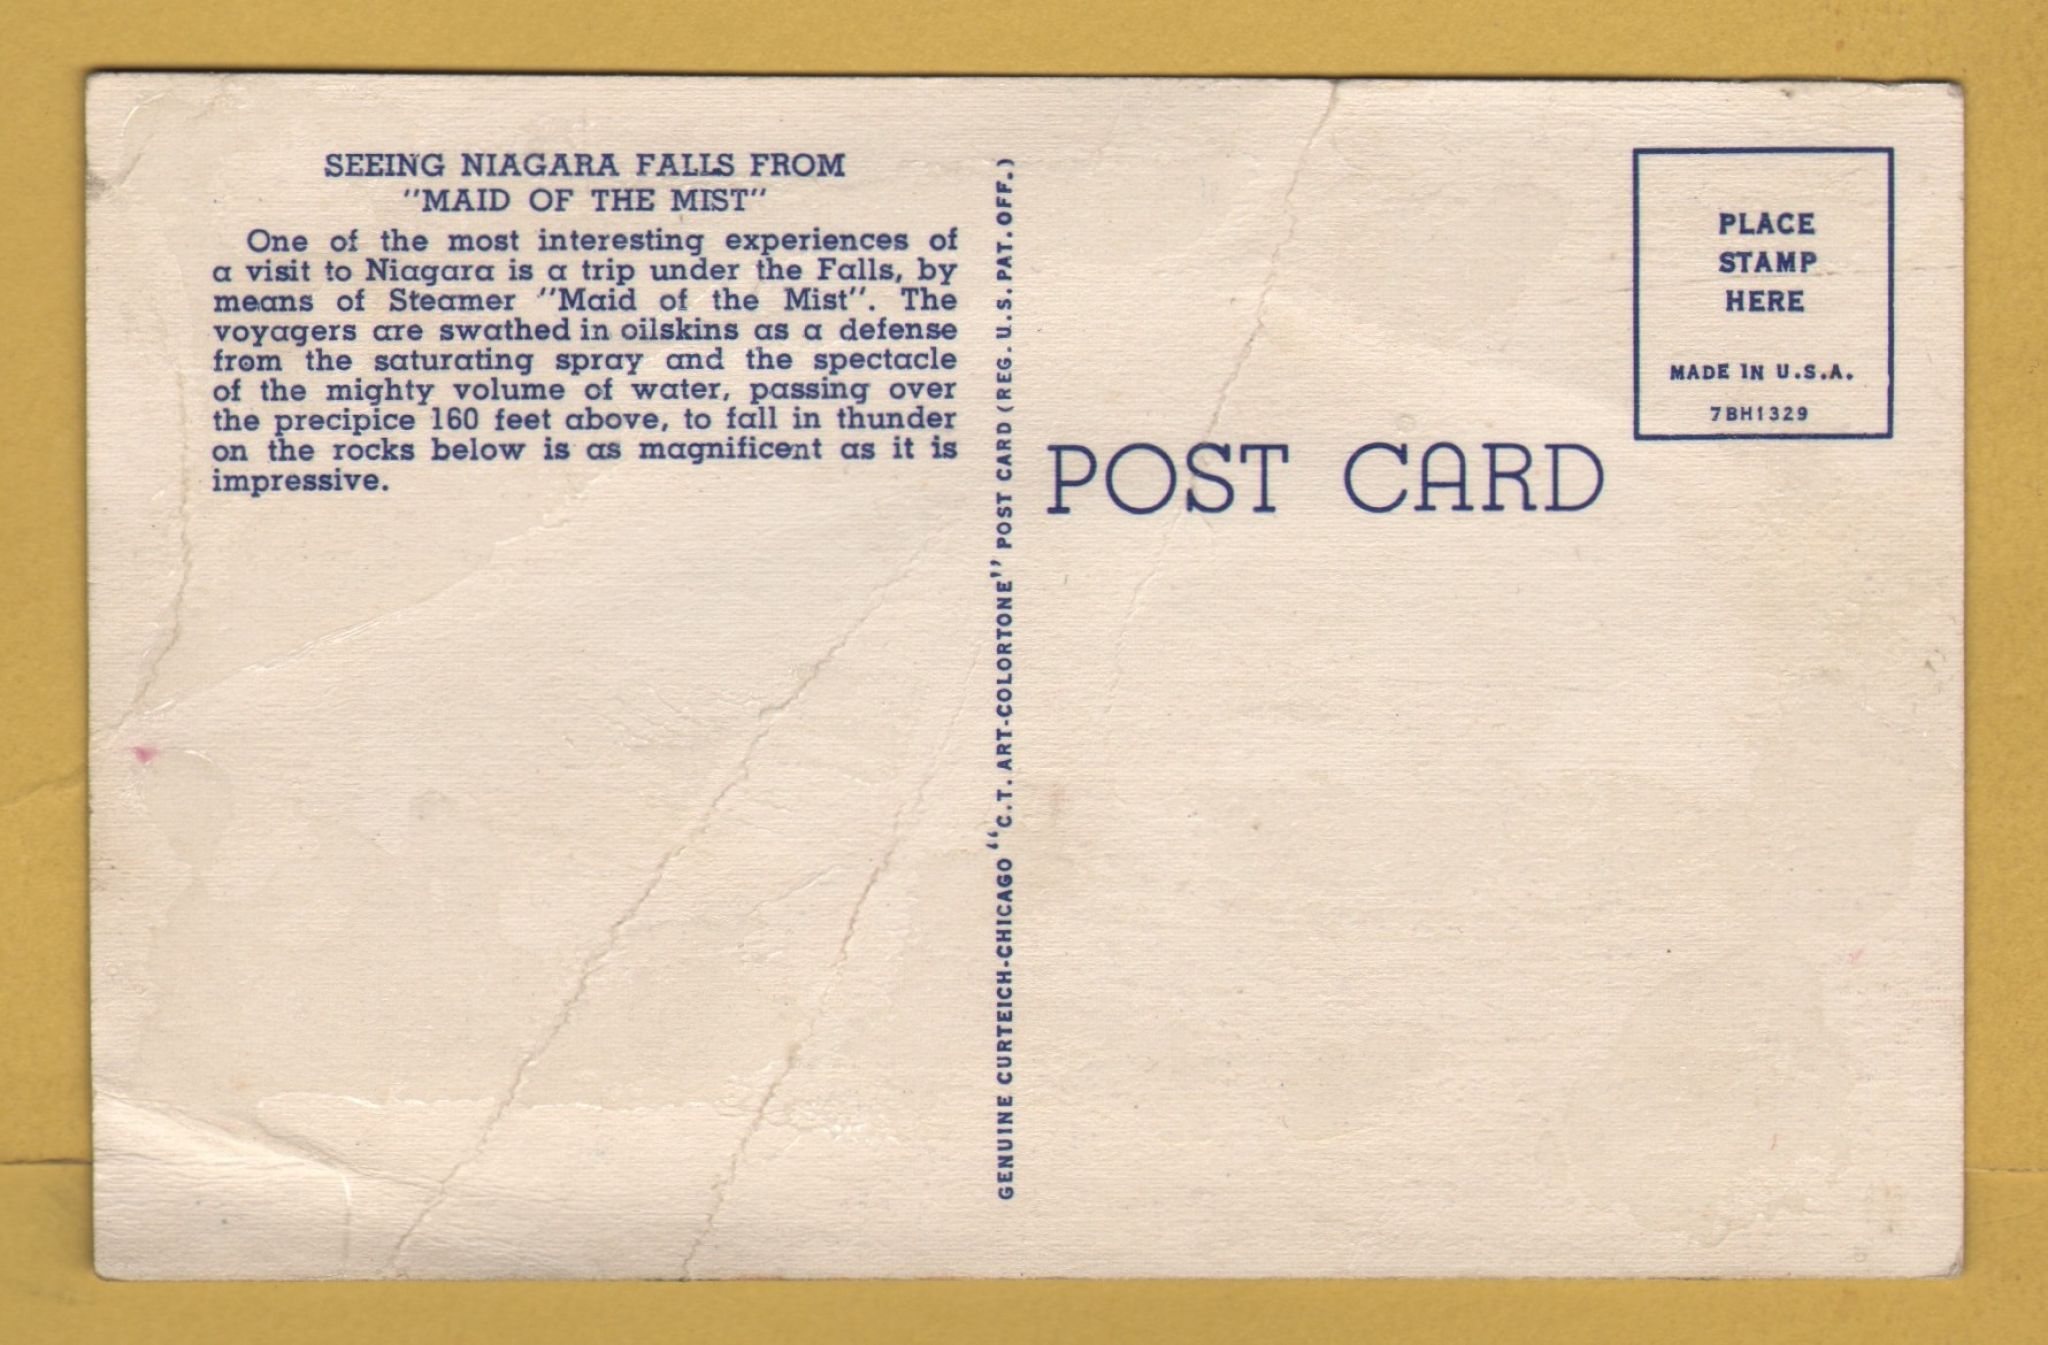 SEEING NIAGARA FALLS FROM
"MAID OF THE MIST"
One of the most interesting experiences of
a visit to Niagara is a trip under the Falls, by
means of Steamer "Maid of the Mist". The
voyagers are swathed in oilskins as a defense
from the saturating spray and the spectacle
of the mighty volume of water, passing over
the precipice 160 feet above, to fall in thunder
on the rocks below is as magnificent as it is
impressive.
GENUINE CURTEICH-CHICAGO "C.T. ART-COLORTONE" POST CARD (REG. U.S. PAT. OFF.)
POST CARD
PLACE
STAMP
HERE
MADE IN U.S.A.
7BH1329